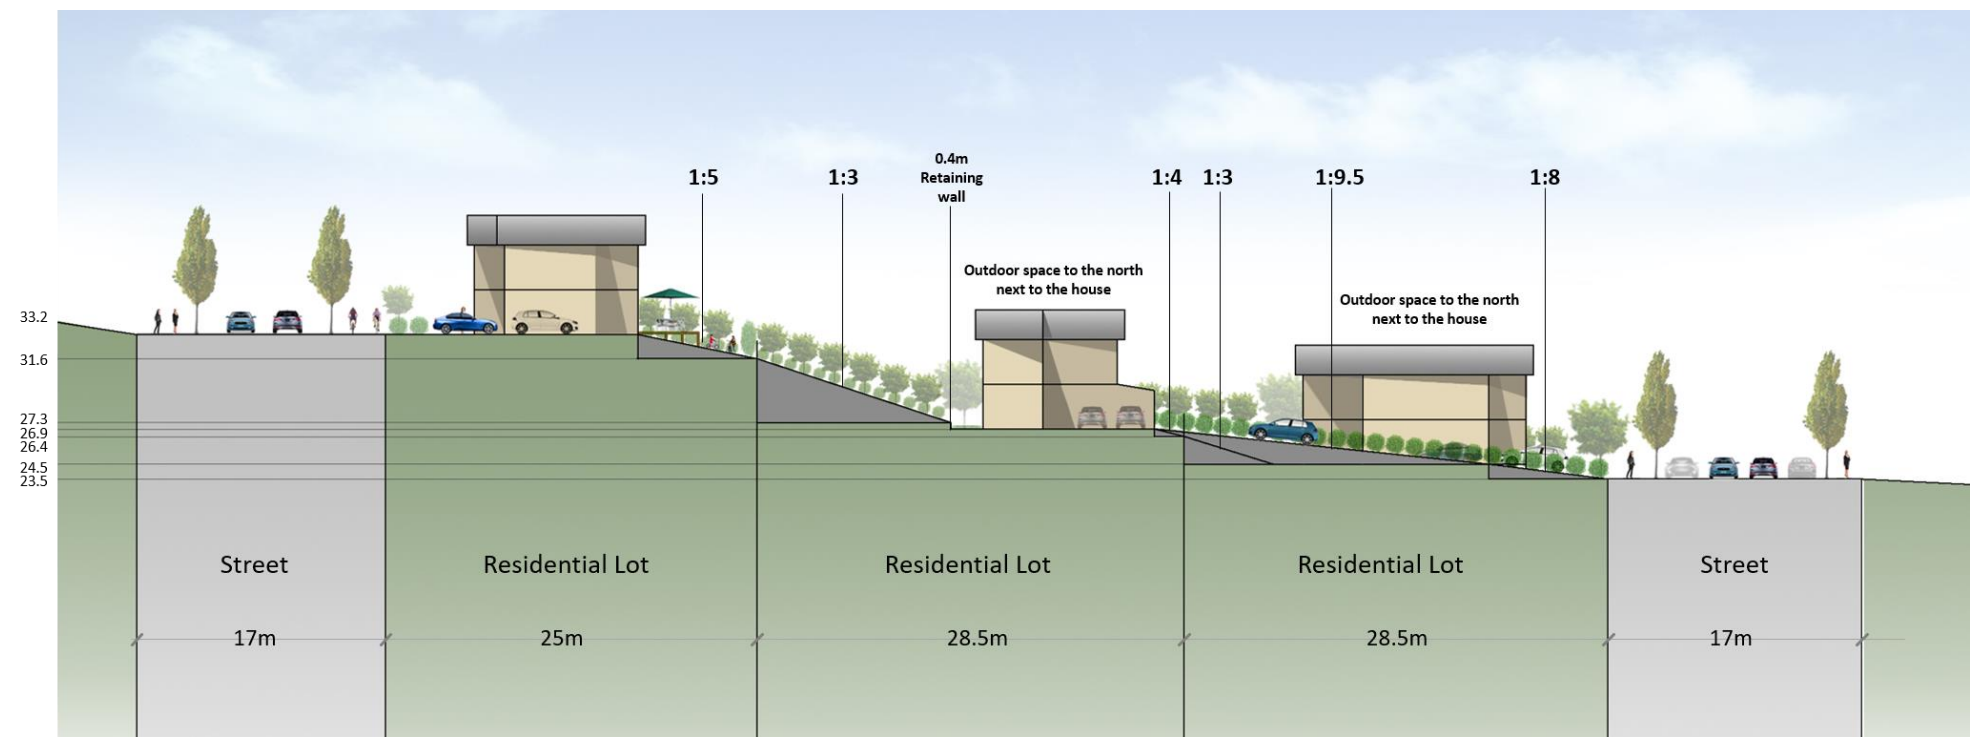 0.4m
Retaining
wall
1:5
1:3
1:4
1:3
1:9.5
1:8
Outdoor space to the north
next to the house
Outdoor space to the north
next to the house
33.2
31.6
27.3
26.9
26.4
24.5
23.5
Street
Residential Lot
Residential Lot
Residential Lot
Street
17m
25m
28.5m
28.5m
17m